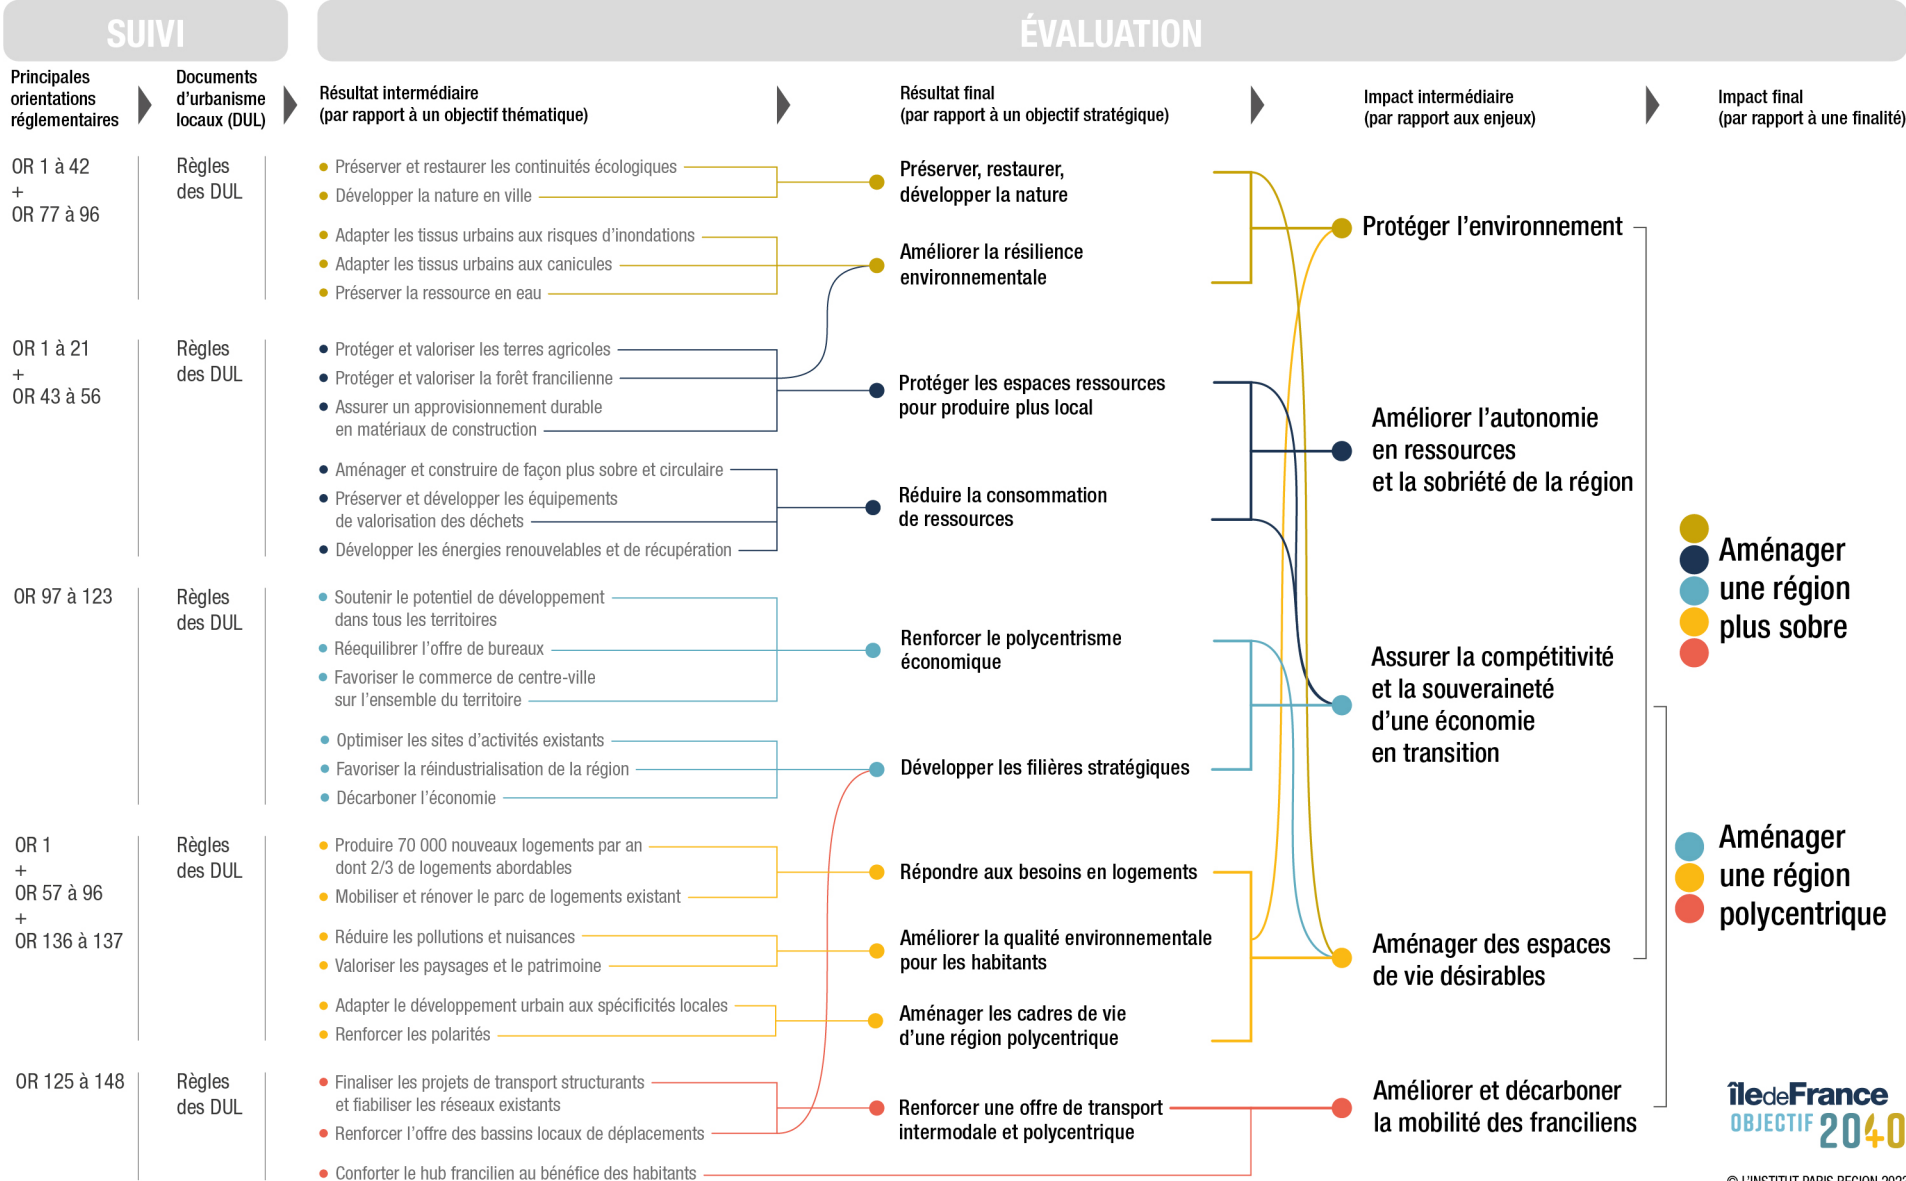 SUIVI
ÉVALUATION
Principales
orientations
réglementaires
Documents
d’urbanisme
locaux (DUL)
Résultat intermédiaire
(par rapport à un objectif thématique)
Résultat final
(par rapport à un objectif stratégique)
Impact intermédiaire
(par rapport aux enjeux)
Impact final
(par rapport à une finalité)
OR 1 à 42
+
OR 77 à 96
Règles
des DUL
Préserver et restaurer les continuités écologiques
Développer la nature en ville
Adapter les tissus urbains aux risques d’inondations
Adapter les tissus urbains aux canicules
Préserver la ressource en eau
Préserver, restaurer,
développer la nature
Améliorer la résilience
environnementale
Protéger l’environnement
OR 1 à 21
+
OR 43 à 56
Règles
des DUL
Protéger et valoriser les terres agricoles
Protéger et valoriser la forêt francilienne
Assurer un approvisionnement durable
en matériaux de construction
Aménager et construire de façon plus sobre et circulaire
Préserver et développer les équipements
de valorisation des déchets
Développer les énergies renouvelables et de récupération
Protéger les espaces ressources
pour produire plus local
Réduire la consommation
de ressources
Améliorer l’autonomie
en ressources
et la sobriété de la région
OR 97 à 123
Règles
des DUL
Soutenir le potentiel de développement
dans tous les territoires
Réequilibrer l’offre de bureaux
Favoriser le commerce de centre-ville
sur l’ensemble du territoire
Optimiser les sites d’activités existants
Favoriser la réindustrialisation de la région
Décarboner l’économie
Renforcer le polycentrisme
économique
Développer les filières stratégiques
Assurer la compétitivité
et la souveraineté
d’une économie
en transition
OR 1
+
OR 57 à 96
+
OR 136 à 137
Règles
des DUL
Produire 70 000 nouveaux logements par an
dont 2/3 de logements abordables
Mobiliser et rénover le parc de logements existant
Réduire les pollutions et nuisances
Valoriser les paysages et le patrimoine
Adapter le développement urbain aux spécificités locales
Renforcer les polarités
Répondre aux besoins en logements
Améliorer la qualité environnementale
pour les habitants
Aménager les cadres de vie
d’une région polycentrique
Aménager des espaces
de vie désirables
OR 125 à 148
Règles
des DUL
Finaliser les projets de transport structurants
et fiabiliser les réseaux existants
Renforcer l’offre des bassins locaux de déplacements
Conforter le hub francilien au bénéfice des habitants
Renforcer une offre de transport
intermodale et polycentrique
Améliorer et décarboner
la mobilité des franciliens
Aménager
une région
plus sobre
Aménager
une région
polycentrique
îledeFrance
OBJECTIF 2040
© L’INSTITUT PARIS REGION